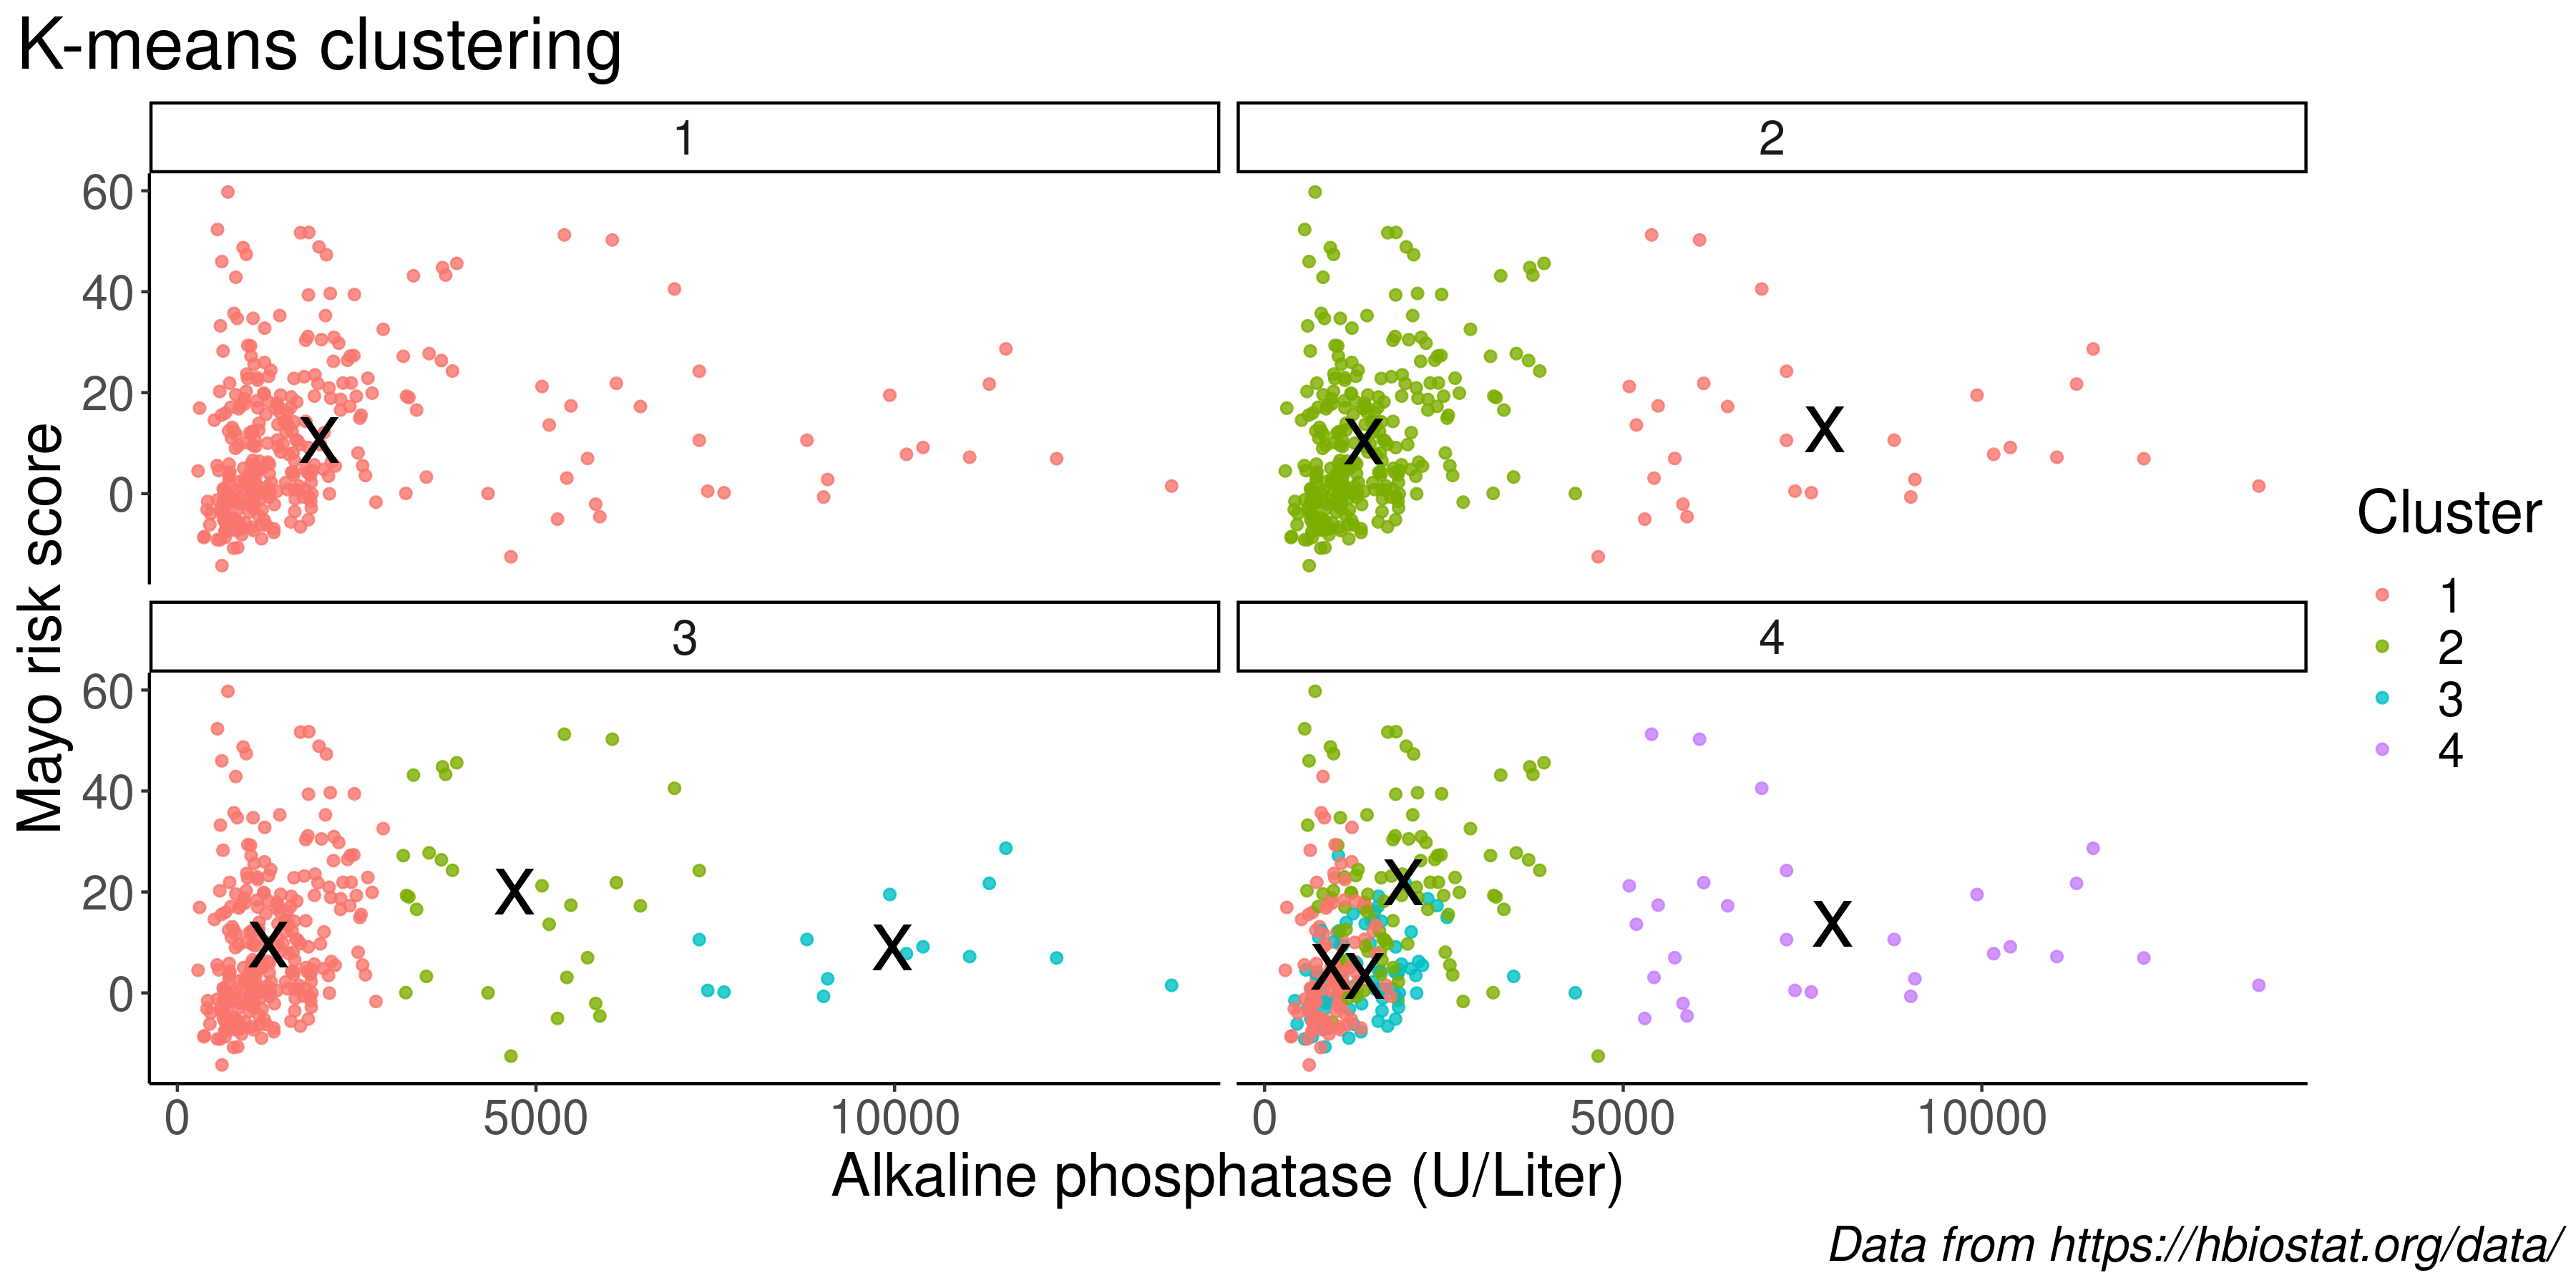 K-means clustering
1
2
60
40
20
0
3
4
60
40
20
0
0
5000
10000
0
5000
10000
Mayo risk score
Alkaline phosphatase (U/Liter)
Cluster
1
2
3
4
Data from https://hbiostat.org/data/
X
X
X
X
X
X
X
X
X
X